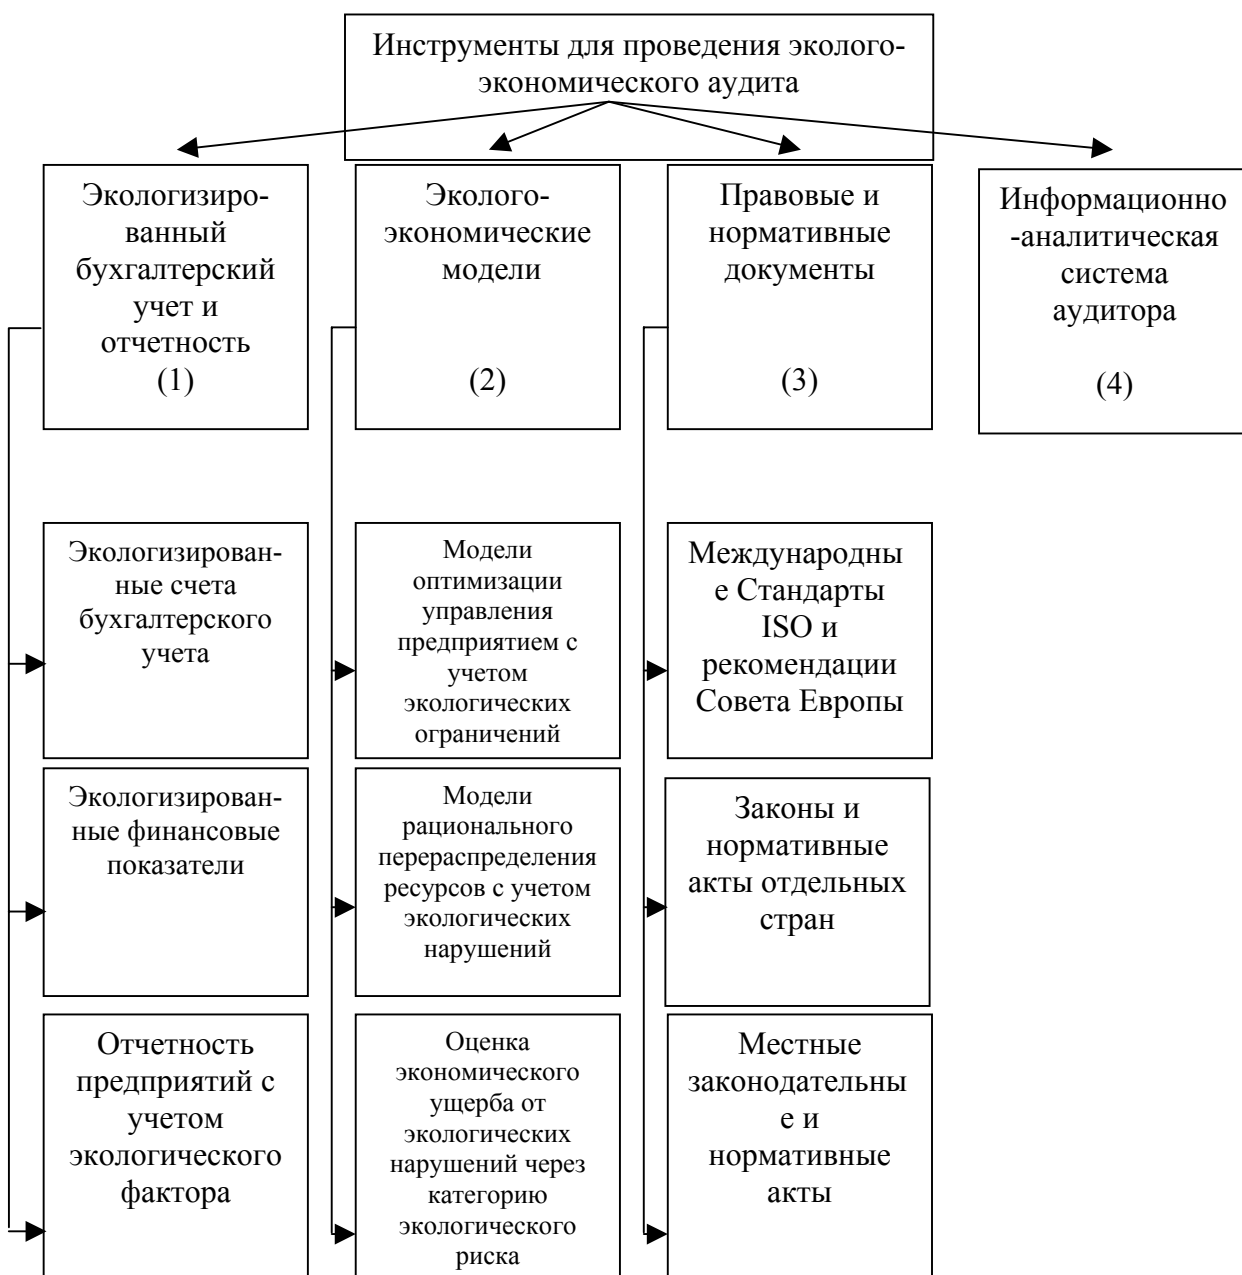 Инструменты для проведения эколого-
экономического аудита
Экологизиро-
ванный
бухгалтерский
учет и
отчетность
(1)
Эколого-
экономические
модели
(2)
Правовые и
нормативные
документы
(3)
Информационно
-аналитическая
система
аудитора
(4)
Экологизирован-
ные счета
бухгалтерского
учета
Модели
оптимизации
управления
предприятием с
учетом
экологических
ограничений
Международны
е Стандарты
ISO и
рекомендации
Совета Европы
Экологизирован-
ные финансовые
показатели
Модели
рационального
перераспределения
ресурсов с учетом
экологических
нарушений
Законы и
нормативные
акты отдельных
стран
Отчетность
предприятий с
учетом
экологического
фактора
Оценка
экономического
ущерба от
экологических
нарушений через
категорию
экологического
риска
Местные
законодательны
е и
нормативные
акты